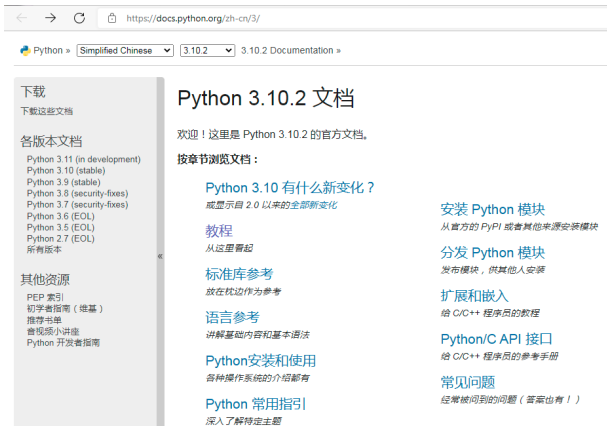 https://docs.python.org/zh-cn/3/
Python » Simplified Chinese 3.10.2 3.10.2 Documentation »
下载
下载这些文档
各版本文档
Python 3.11 (in development)
Python 3.10 (stable)
Python 3.9 (stable)
Python 3.8 (security-fixes)
Python 3.7 (security-fixes)
Python 3.6 (EOL)
Python 3.5 (EOL)
Python 2.7 (EOL)
所有版本
其他资源
PEP 索引
初学者指南（维基）
推荐书单
音视频小讲座
Python 开发者指南
«
Python 3.10.2 文档
欢迎！这里是 Python 3.10.2 的官方文档。
按章节浏览文档：
Python 3.10 有什么新变化？
或显示自 2.0 以来的全部新变化
教程
从这里看起
标准库参考
放在枕边作为参考
语言参考
讲解基础内容和基本语法
Python安装和使用
各种操作系统的介绍都有
Python 常用指引
深入了解特定主题
安装 Python 模块
从官方的 PyPI 或者其他来源安装模块
分发 Python 模块
发布模块，供其他人安装
扩展和嵌入
给 C/C++ 程序员的教程
Python/C API 接口
给 C/C++ 程序员的参考手册
常见问题
经常被问到的问题（答案也有！）